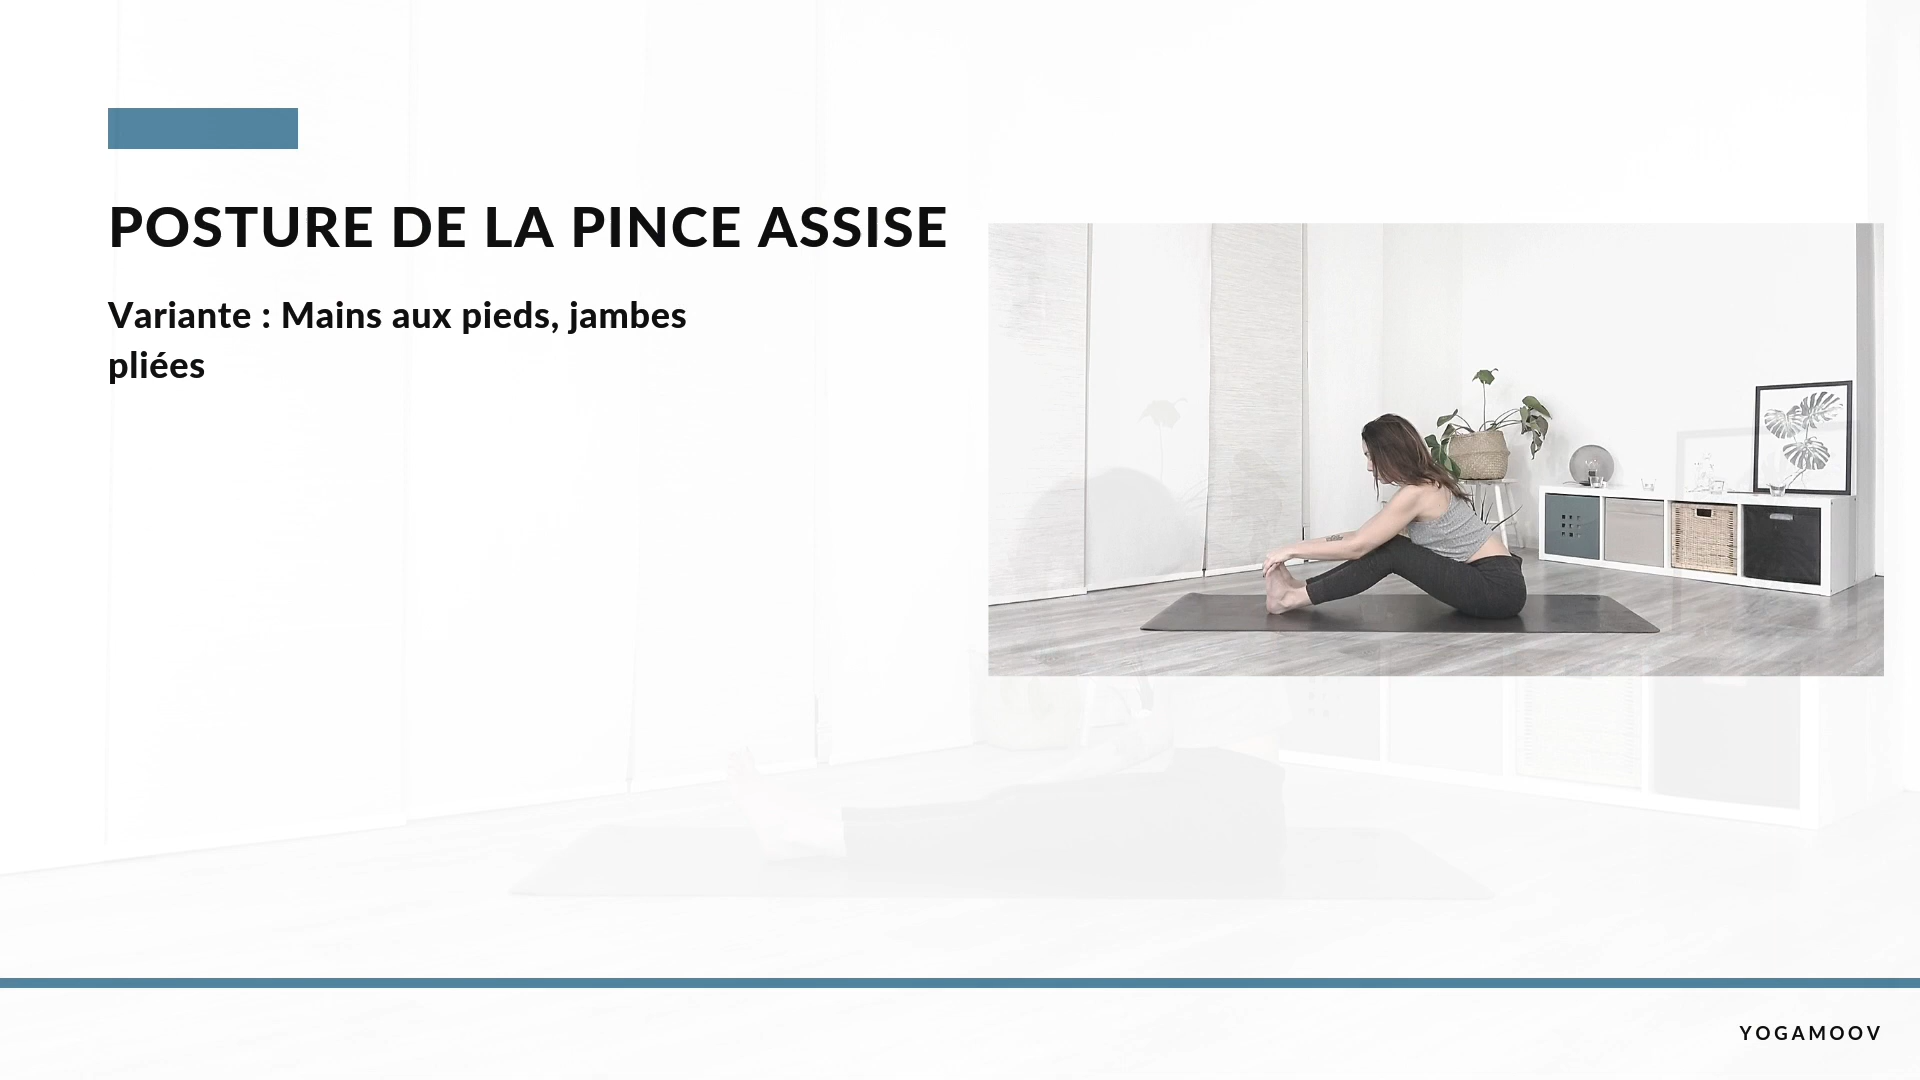 POSTURE DE LA PINCE ASSISE
Variante : Mains aux pieds, jambes
pliées
YOGAMOOV